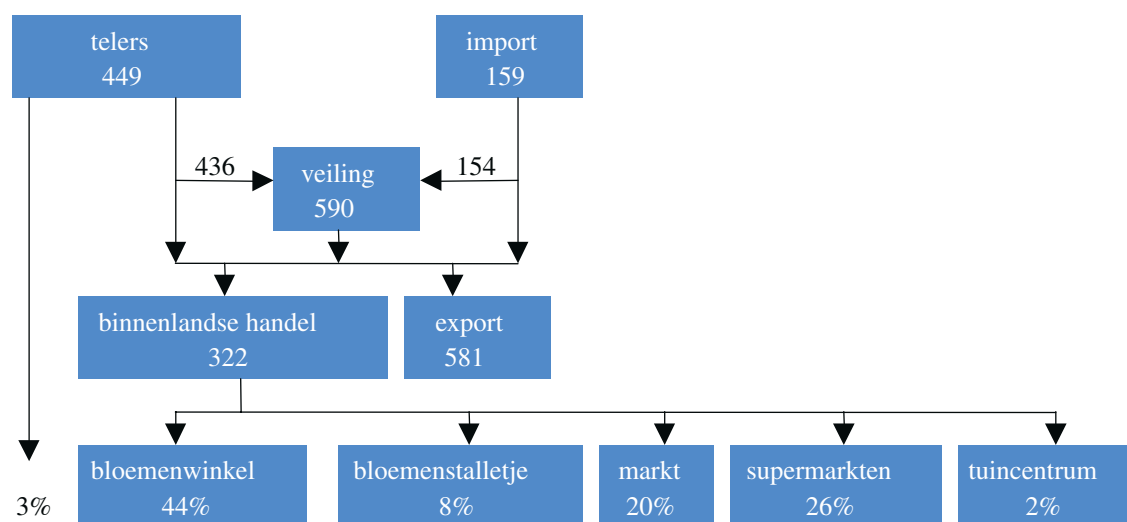 telers
449
import
159
436
veiling
590
154
binnenlandse handel
322
export
581
3%
bloemenwinkel
44%
bloemenstalletje
8%
markt
20%
supermarkten
26%
tuincentrum
2%